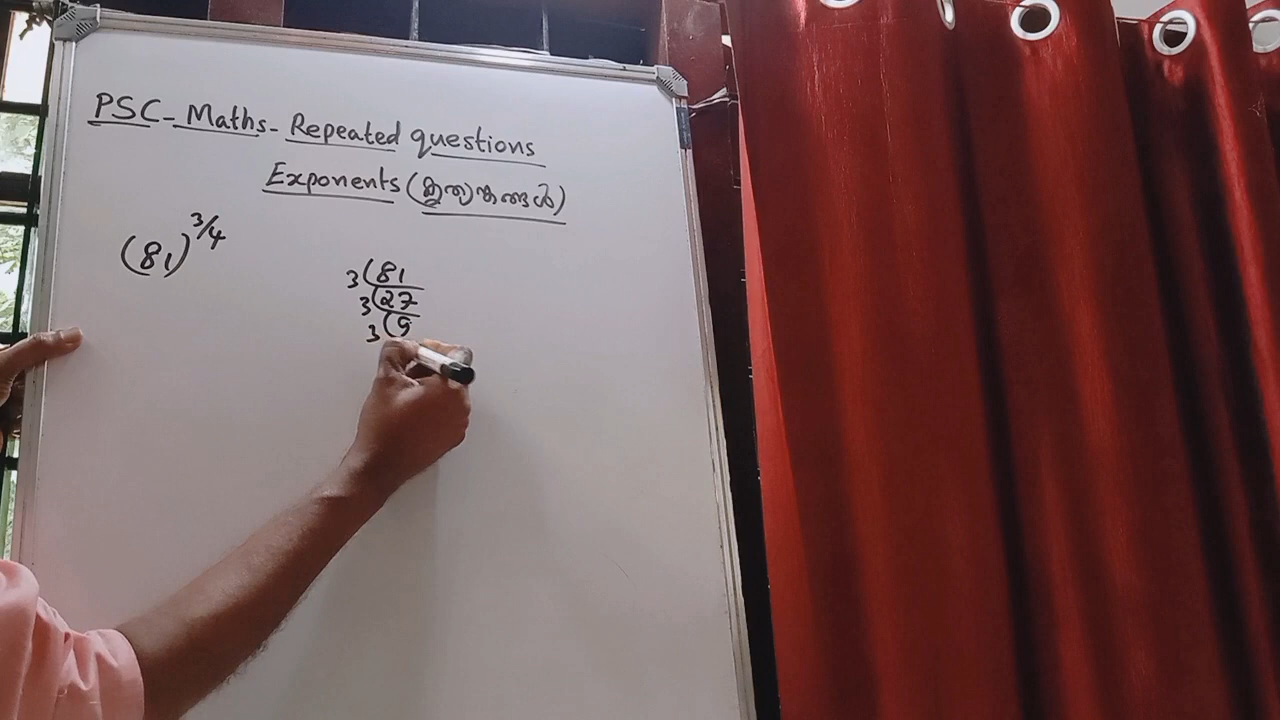 PSC - Maths - Repeated questions
Exponents (കൃത്യങ്കങ്ങൾ)
(81)^3/4
3(81
3(27
3(9